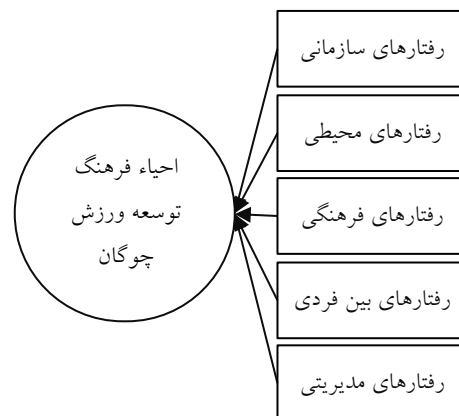 رفتارهای سازمانی
رفتارهای محیطی
رفتارهای فرهنگی
رفتارهای بین فردی
رفتارهای مدیریتی
احیاء فرهنگ
توسعه ورزش
چوگان